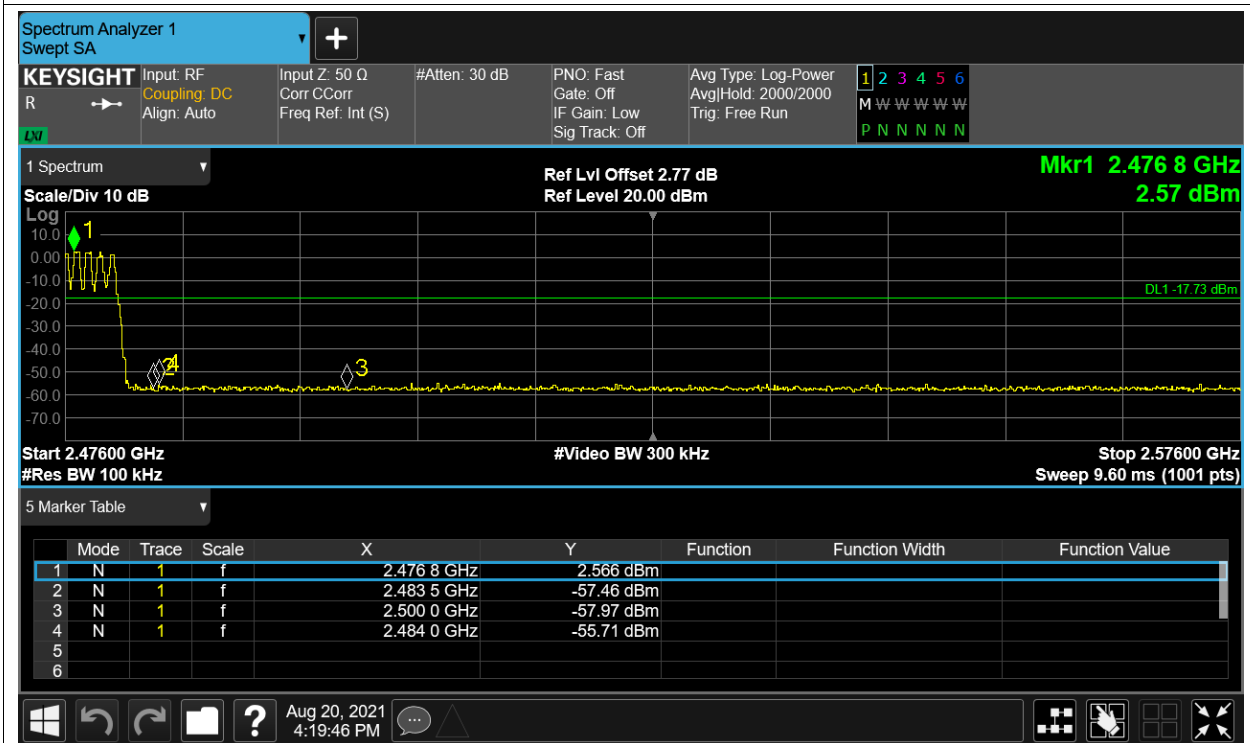 Spectrum Analyzer 1
Swept SA
KEYSIGHT
R
LXI
Input: RF
Coupling: DC
Align: Auto
Input Z: 50 Ω
Corr CCorr
Freq Ref: Int (S)
#Atten: 30 dB
PNO: Fast
Gate: Off
IF Gain: Low
Sig Track: Off
Avg Type: Log-Power
Avg|Hold: 2000/2000
Trig: Free Run
1 2 3 4 5 6
M W W W W W
P N N N N N
1 Spectrum
Scale/Div 10 dB
Ref Lvl Offset 2.77 dB
Ref Level 20.00 dBm
Mkr1 2.476 8 GHz
2.57 dBm
Log
10.0
0.00
-10.0
-20.0
-30.0
-40.0
-50.0
-60.0
-70.0
1
2
4
3
DL1 -17.73 dBm
Start 2.47600 GHz
#Video BW 300 kHz
Stop 2.57600 GHz
#Res BW 100 kHz
Sweep 9.60 ms (1001 pts)
5 Marker Table
Mode Trace Scale X Y Function Function Width Function Value
1 N 1 f 2.476 8 GHz 2.566 dBm
2 N 1 f 2.483 5 GHz -57.46 dBm
3 N 1 f 2.500 0 GHz -57.97 dBm
4 N 1 f 2.484 0 GHz -55.71 dBm
5
6
?
Aug 20, 2021
4:19:46 PM